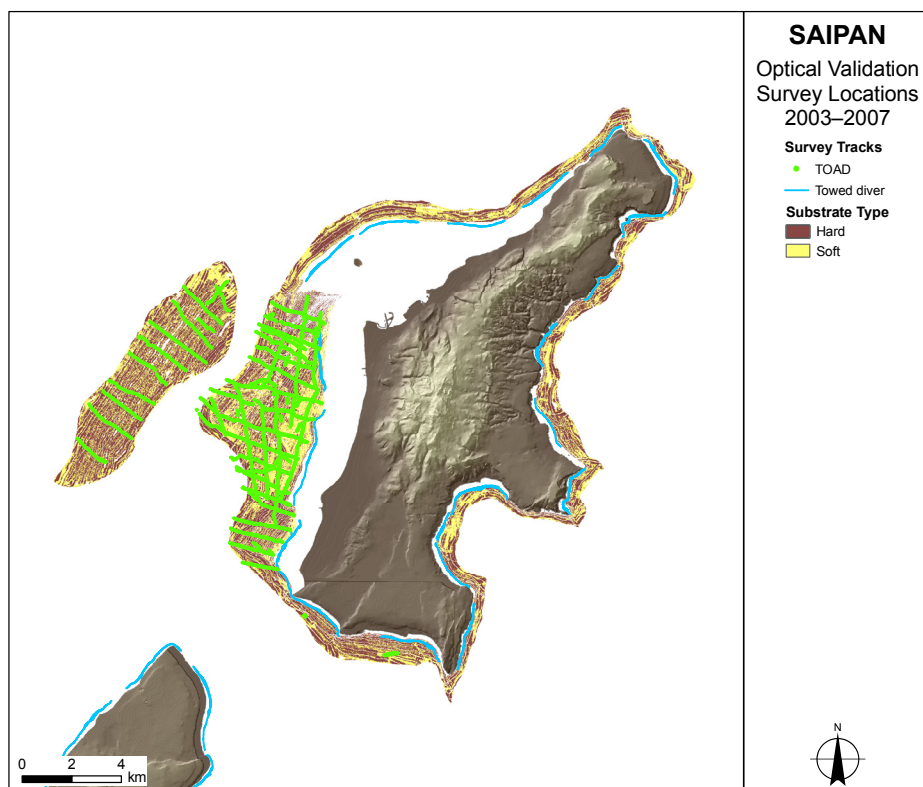 SAIPAN
Optical Validation
Survey Locations
2003–2007
Survey Tracks
TOAD
Towed diver
Substrate Type
Hard
Soft
N
0 2 4
km